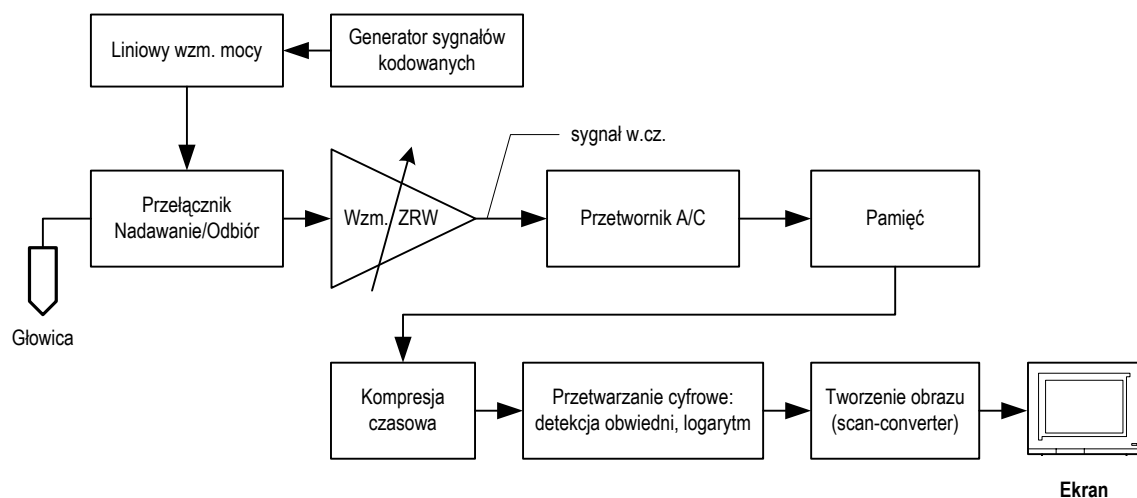 Liniowy wzm. mocy
Generator sygnałów
kodowanych
sygnał w.cz.
Przełącznik
Nadawanie/Odbiór
Wzm. ZRW
Przetwornik A/C
Pamięć
Głowica
Kompresja
czasowa
Przetwarzanie cyfrowe:
detekcja obwiedni, logarytm
Tworzenie obrazu
(scan-converter)
Ekran